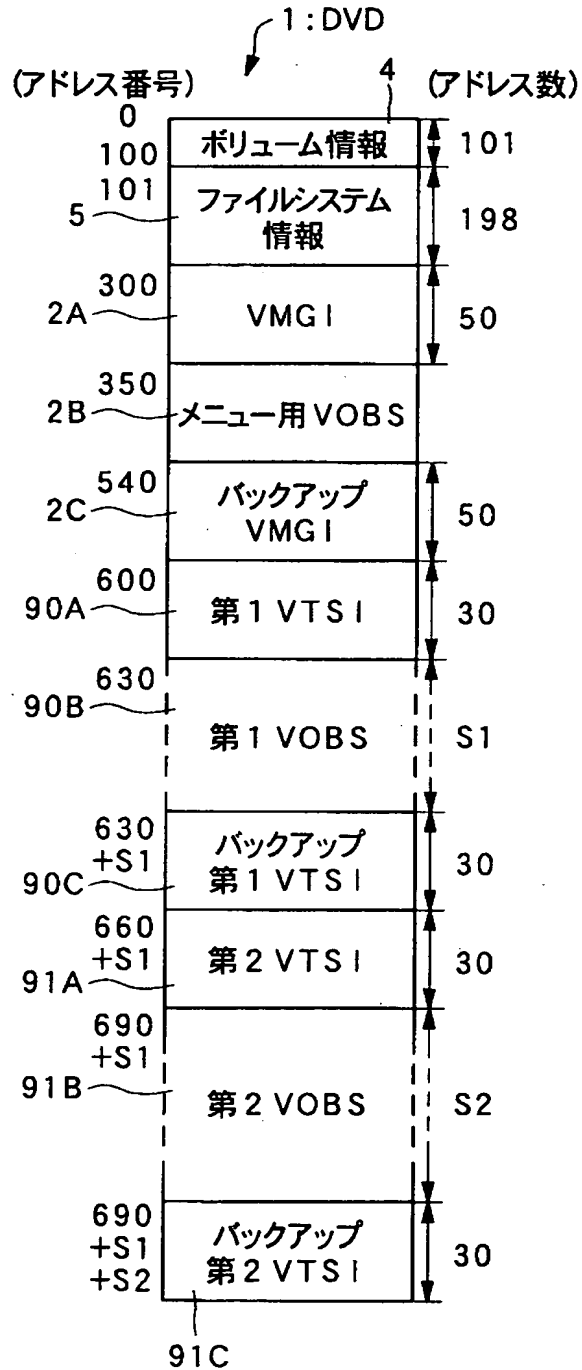 1:DVD
(アドレス番号)
4
(アドレス数)
0
ボリューム情報
101
100
101
5
ファイルシステム
情報
198
300
2A
VMGI
50
350
2B
メニュー用VOBS
540
2C
バックアップ
VMGI
50
600
90A
第1VTSI
30
630
90B
第1VOBS
S1
630
+S1
90C
バックアップ
第1VTSI
30
660
+S1
91A
第2VTSI
30
690
+S1
91B
第2VOBS
S2
690
+S1
+S2
バックアップ
第2VTSI
30
91C